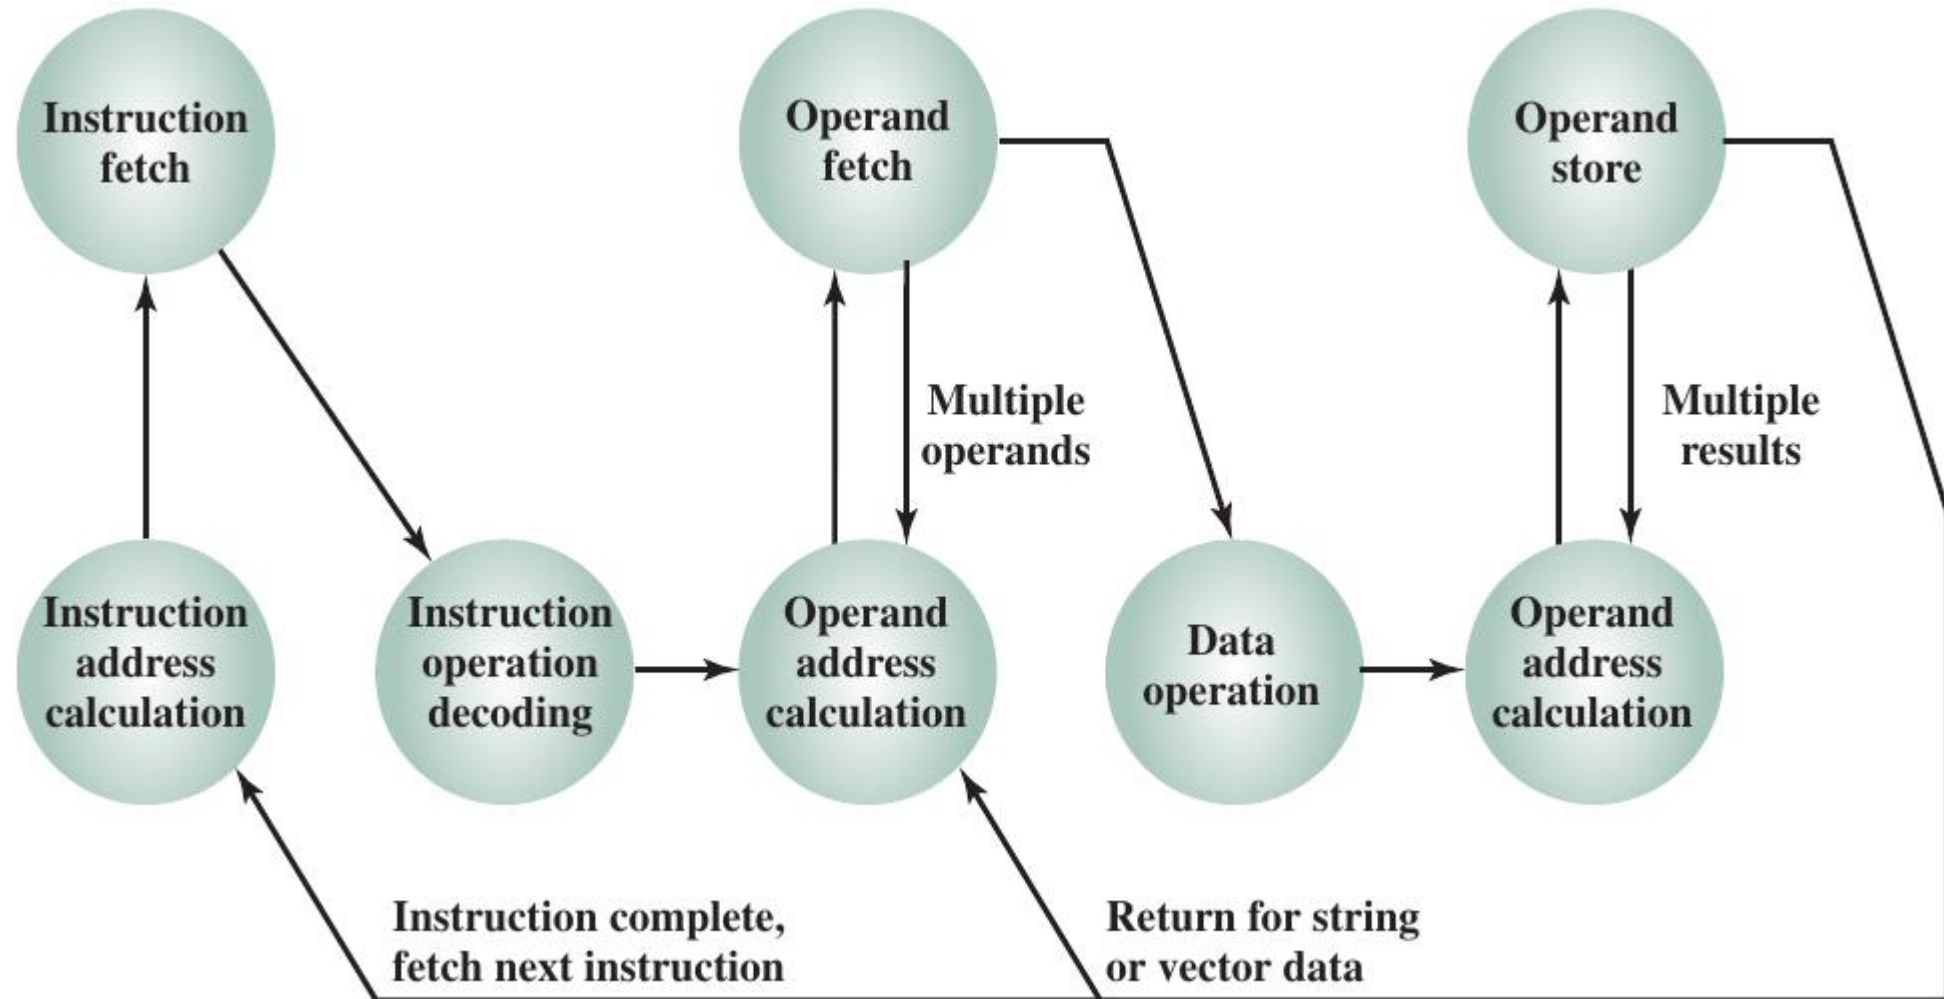 Instruction
fetch
Operand
fetch
Operand
store
Multiple
operands
Multiple
results
Instruction
address
calculation
Instruction
operation
decoding
Operand
address
calculation
Data
operation
Operand
address
calculation
Instruction complete,
fetch next instruction
Return for string
or vector data